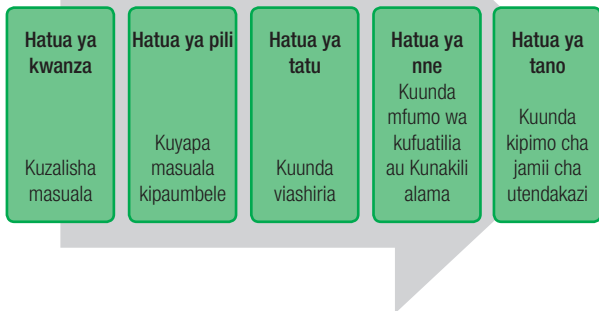 Hatua ya
kwanza
Kuzalisha
masuala
Hatua ya pili
Kuyapa
masuala
kipaumbele
Hatua ya
tatu
Kuunda
viashiria
Hatua ya
nne
Kuunda
mfumo wa
kufuatilia
au Kunakili
alama
Hatua ya
tano
Kuunda
kipimo cha
jamii cha
utendakazi